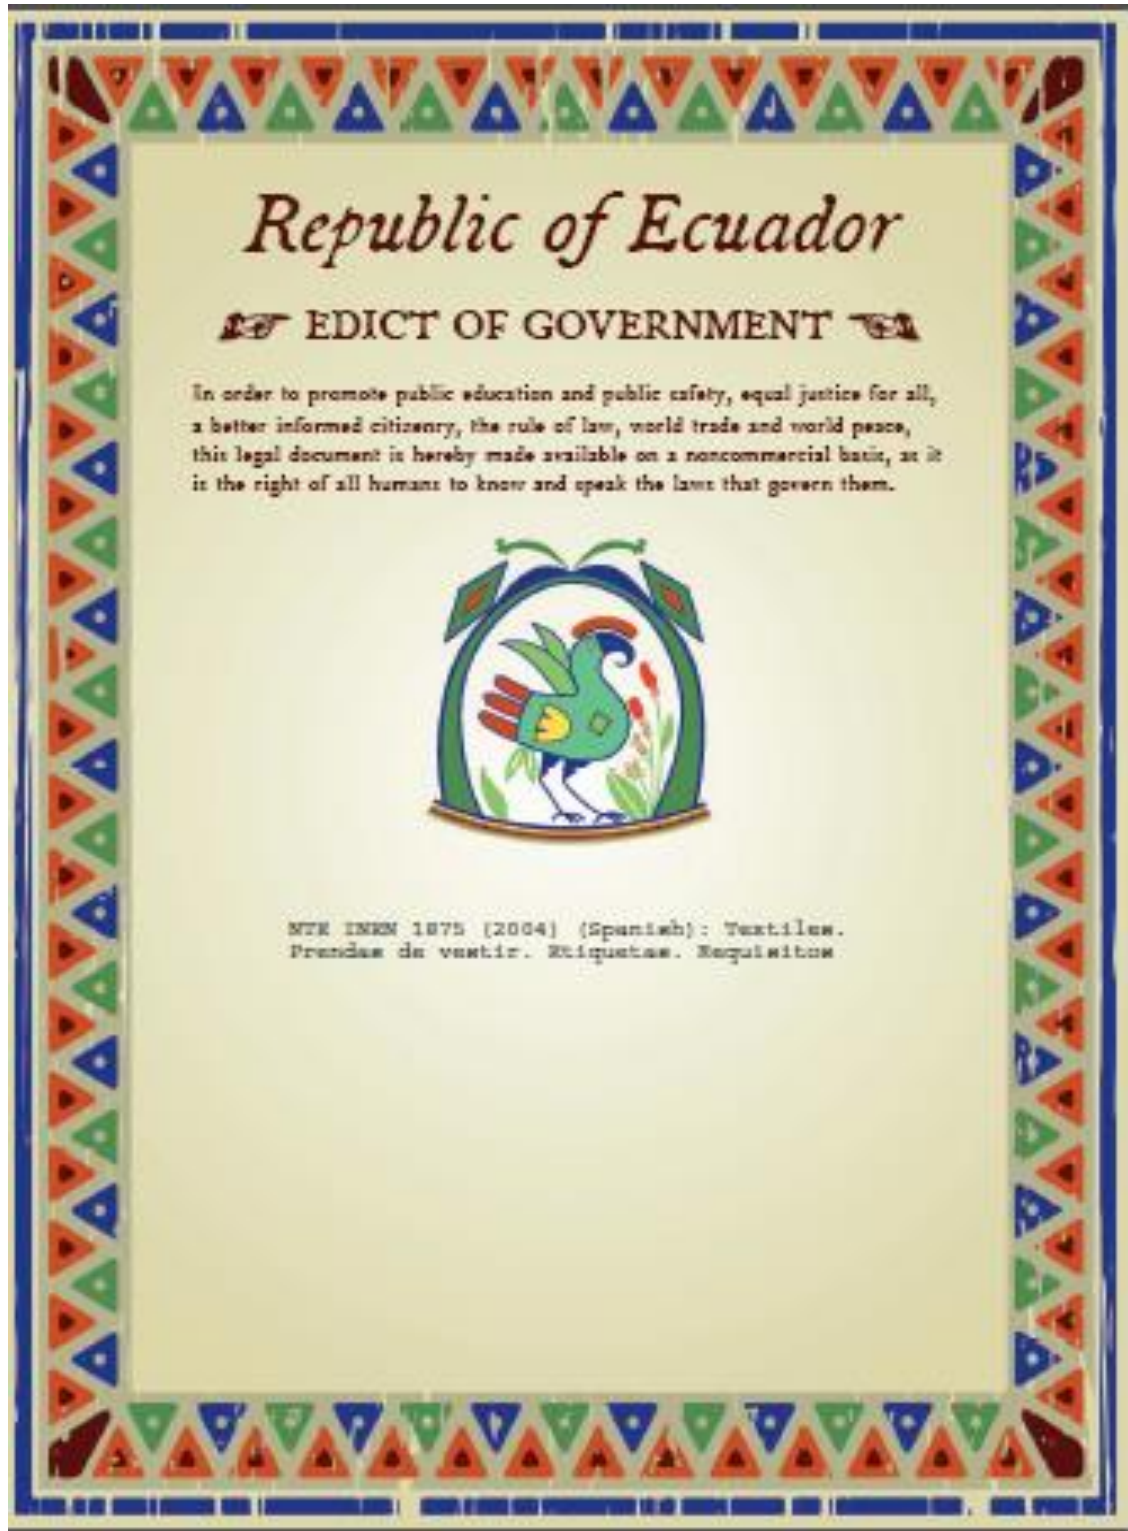 Republic of Ecuador
EDICT OF GOVERNMENT
In order to promote public education and public safety, equal justice for all,
a better informed citizenry, the rule of law, world trade and world peace,
this legal document is hereby made available on a noncommercial basis, as it
is the right of all humans to know and speak the laws that govern them.
NTE INEN 1875 (2004) (Spanish): Textiles.
Prendas de vestir. Etiquetas. Requisitos